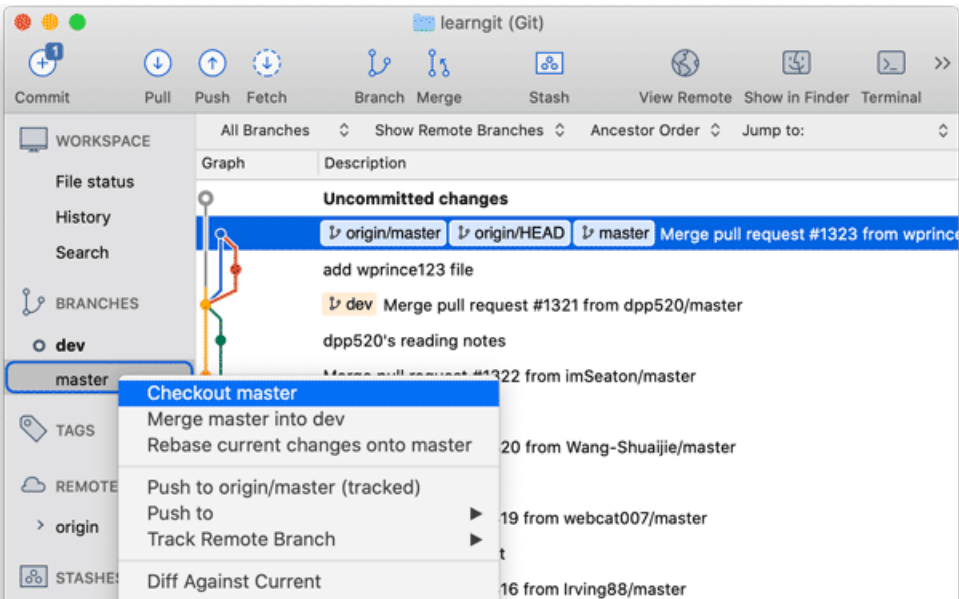 learngit (Git)
1
Commit Pull Push Fetch Branch Merge Stash View Remote Show in Finder Terminal
WORKSPACE All Branches Show Remote Branches Ancestor Order Jump to:
Graph Description
File status Uncommitted changes
History origin/master origin/HEAD master Merge pull request #1323 from wprince
Search
add wprince123 file
BRANCHES dev Merge pull request #1321 from dpp520/master
dev dpp520's reading notes
master Merge pull request #1322 from imSeaton/master
Checkout master
Merge master into dev
TAGS
Rebase current changes onto master 20 from Wang-Shuaijie/master
REMOTE Push to origin/master (tracked)
Push to 19 from webcat007/master
origin
Track Remote Branch t
STASHES Diff Against Current 16 from Irving88/master